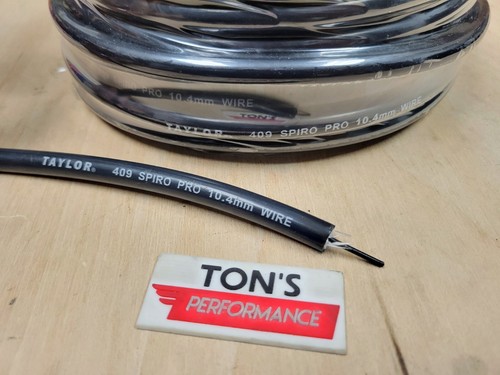 PRO 10.4mm WIRE
TAYLOR 409 SPIRO PRO 10.4mm WIRE
TAYLOR® 409 SPIRO PRO 10.4mm WIRE
TON'S
PERFORMANCE